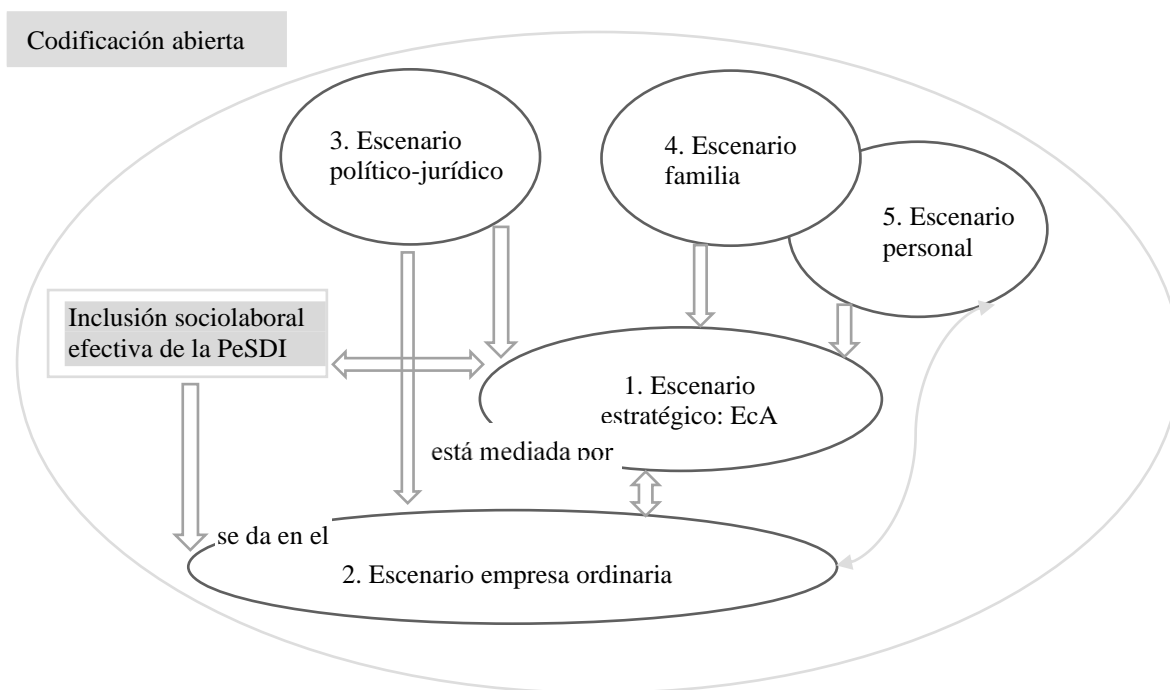 Codificación abierta
3. Escenario
político-jurídico
4. Escenario
familia
5. Escenario
personal
Inclusión sociolaboral
efectiva de la PeSDI
1. Escenario
estratégico: EcA
está mediada por
se da en el
2. Escenario empresa ordinaria